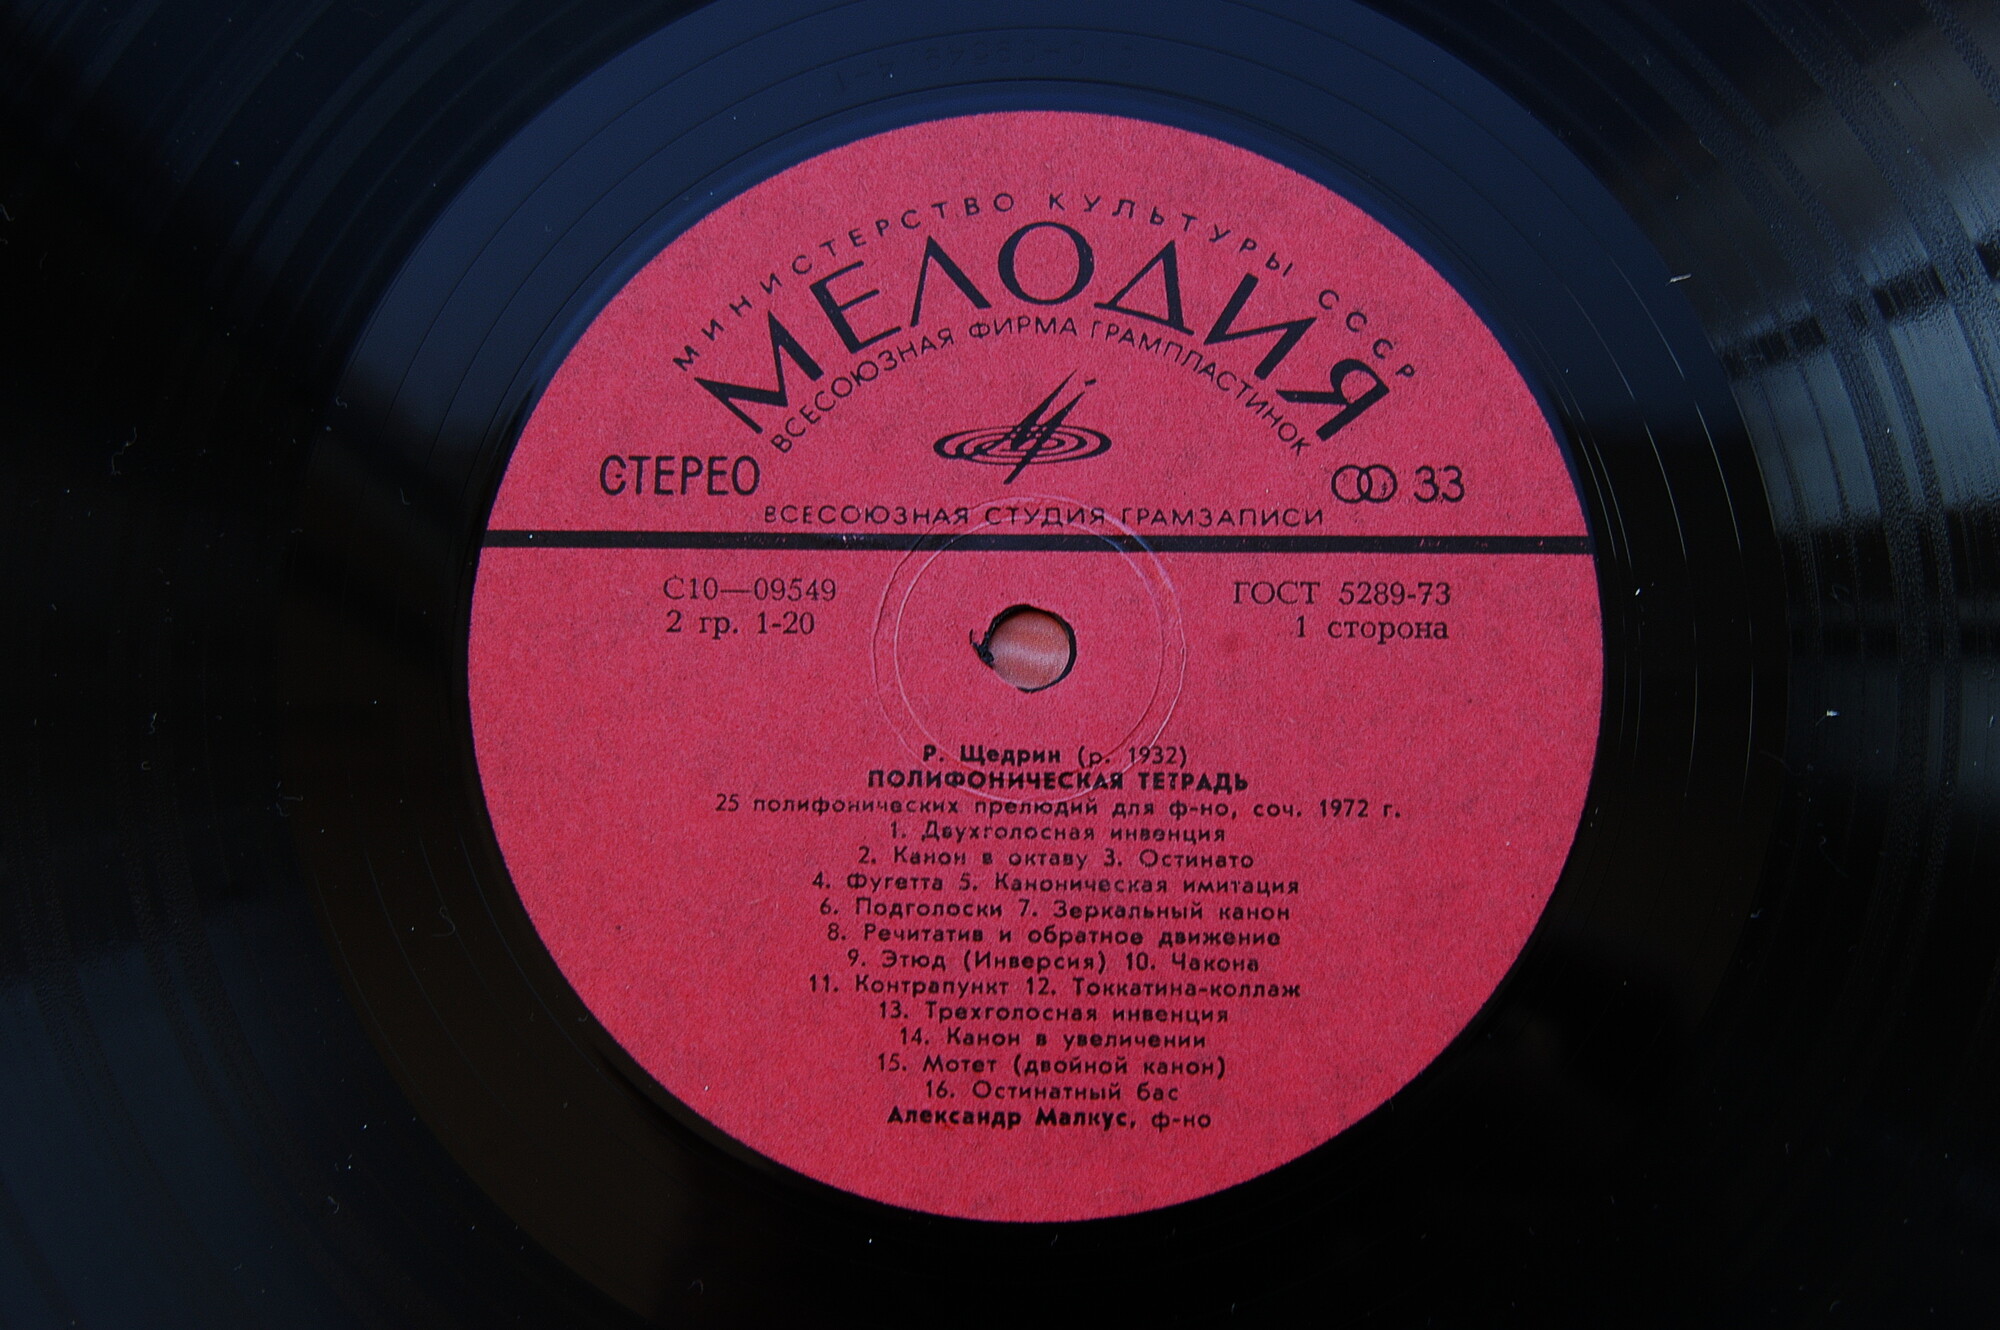 МИНИСТЕРСТВО КУЛЬТУРЫ СССР
МЕЛОДИЯ
ВСЕСОЮЗНАЯ ФИРМА ГРАМПЛАСТИНОК
СТЕРЕО
33
ВСЕСОЮЗНАЯ СТУДИЯ ГРАМЗАПИСИ
С10—09549
ГОСТ 5289-73
2 гр. 1-20
1 сторона
Р. Щедрин (р. 1932)
ПОЛИФОНИЧЕСКАЯ ТЕТРАДЬ
25 полифонических прелюдий для ф-но, соч. 1972 г.
1. Двухголосная инвенция
2. Канон в октаву 3. Остинато
4. Фугетта 5. Каноническая имитация
6. Подголоски 7. Зеркальный канон
8. Речитатив и обратное движение
9. Этюд (Инверсия) 10. Чакона
11. Контрапункт 12. Токкатина-коллаж
13. Трехголосная инвенция
14. Канон в увеличении
15. Мотет (двойной канон)
16. Остинатный бас
Александр Малкус, ф-но